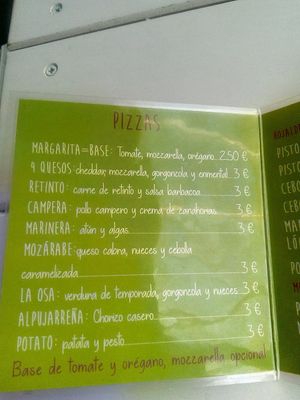 PIZZAS
MARGARITA=BASE: Tomate, mozzarella, orégano. 2.50 €
4 QUESOS: cheddar, mozarella, gorgonzola y enmental. 3 €
RETINTO: carne de retinto y salsa barbacoa 3 €
CAMPERA: pollo campero y crema de zanahorias 3 €
MARINERA: atún y algas 3 €
MOZÁRABE: queso cabra, nueces y cebolla
caramelizada 3 €
LA OSA: verdura de temporada, gorgonzola y nueces 3 €
ALPUJARREÑA: Chorizo casero 3 €
POTATO: patata y pesto 3 €
Base de tomate y orégano, mozzarella opcional